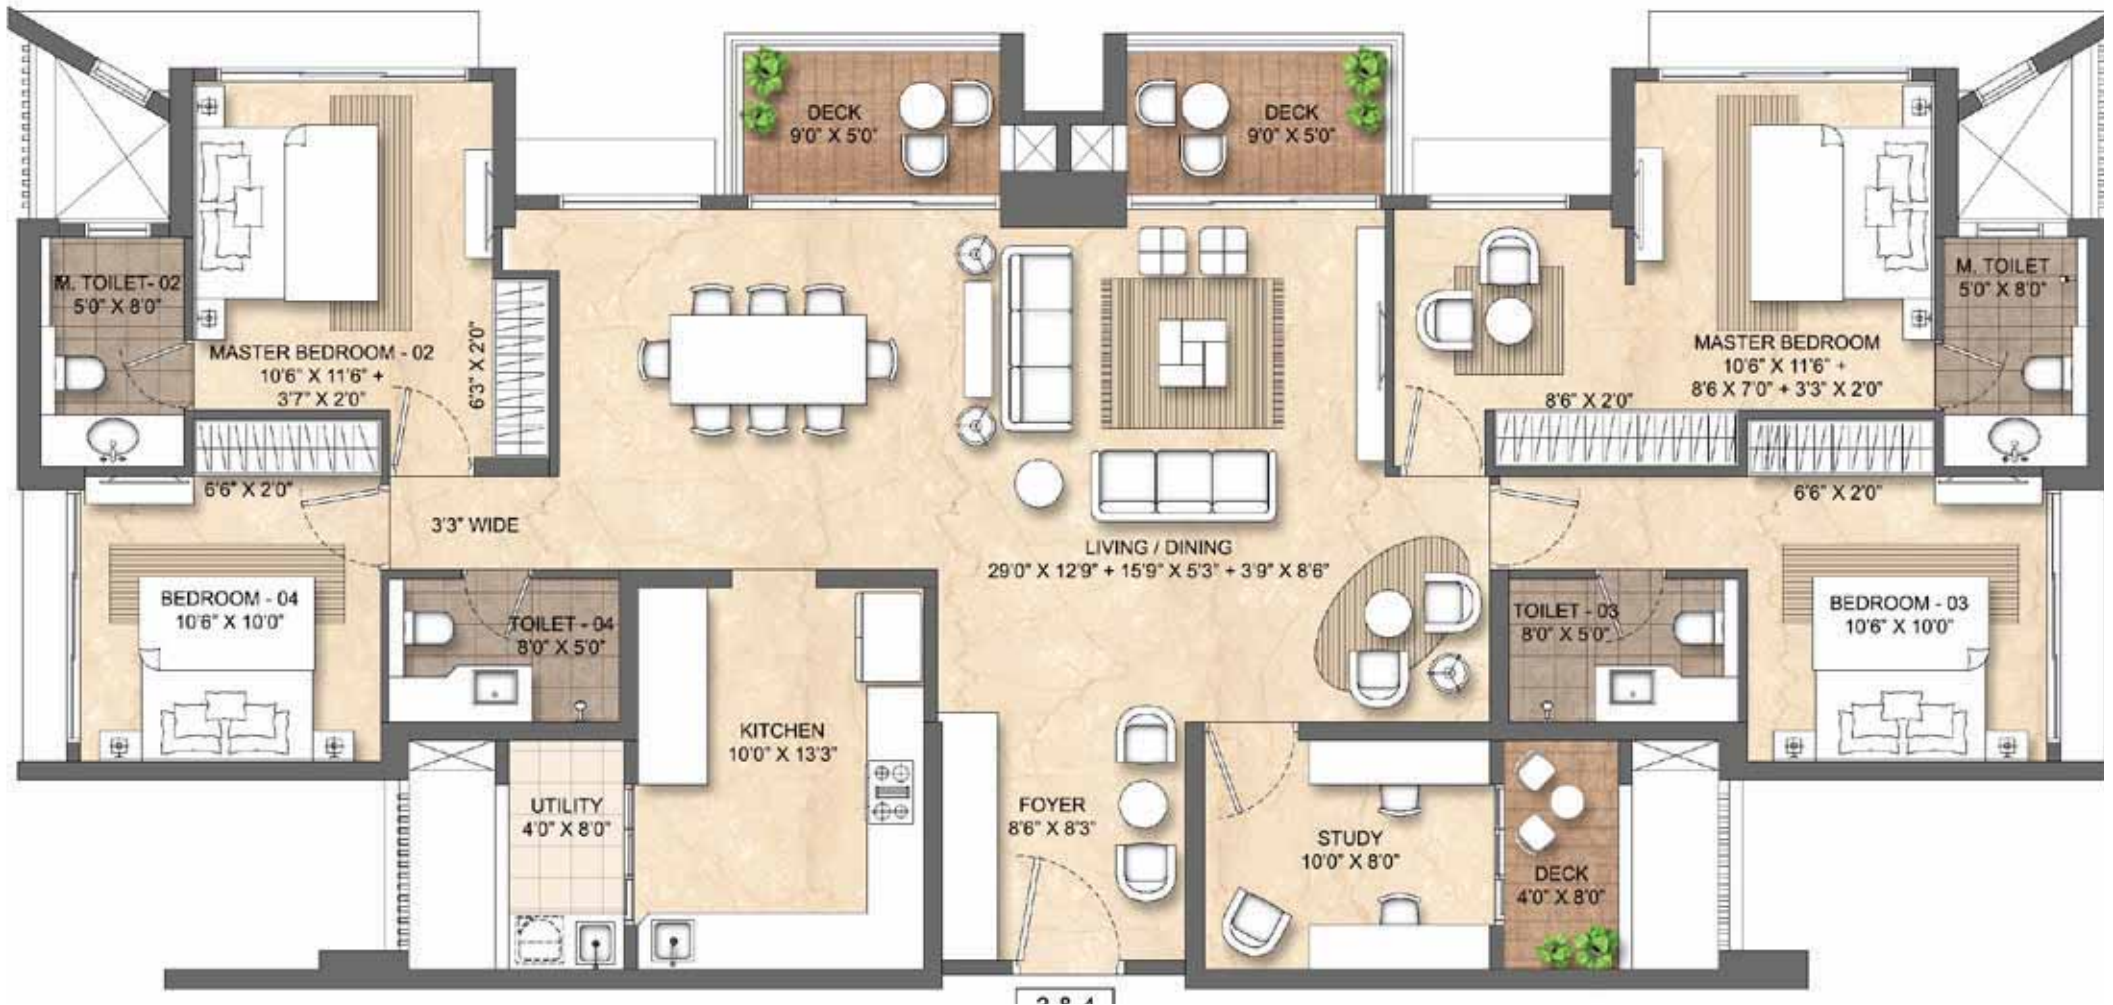 DECK
9'0" X 5'0"
DECK
9'0" X 5'0"
M. TOILET- 02
5'0" X 8'0"
MASTER BEDROOM - 02
10'6" X 11'6" +
3'7" X 2'0"
6'3" X 2'0"
M. TOILET
5'0" X 8'0"
MASTER BEDROOM
10'6" X 11'6" +
8'6 X 7'0" + 3'3" X 2'0"
8'6" X 2'0"
6'6" X 2'0"
6'6" X 2'0"
3'3" WIDE
LIVING / DINING
29'0" X 12'9" + 15'9" X 5'3" + 3'9" X 8'6"
BEDROOM - 04
10'6" X 10'0"
TOILET - 04
8'0" X 5'0"
TOILET - 03
8'0" X 5'0"
BEDROOM - 03
10'6" X 10'0"
KITCHEN
10'0" X 13'3"
UTILITY
4'0" X 8'0"
FOYER
8'6" X 8'3"
STUDY
10'0" X 8'0"
DECK
4'0" X 8'0"